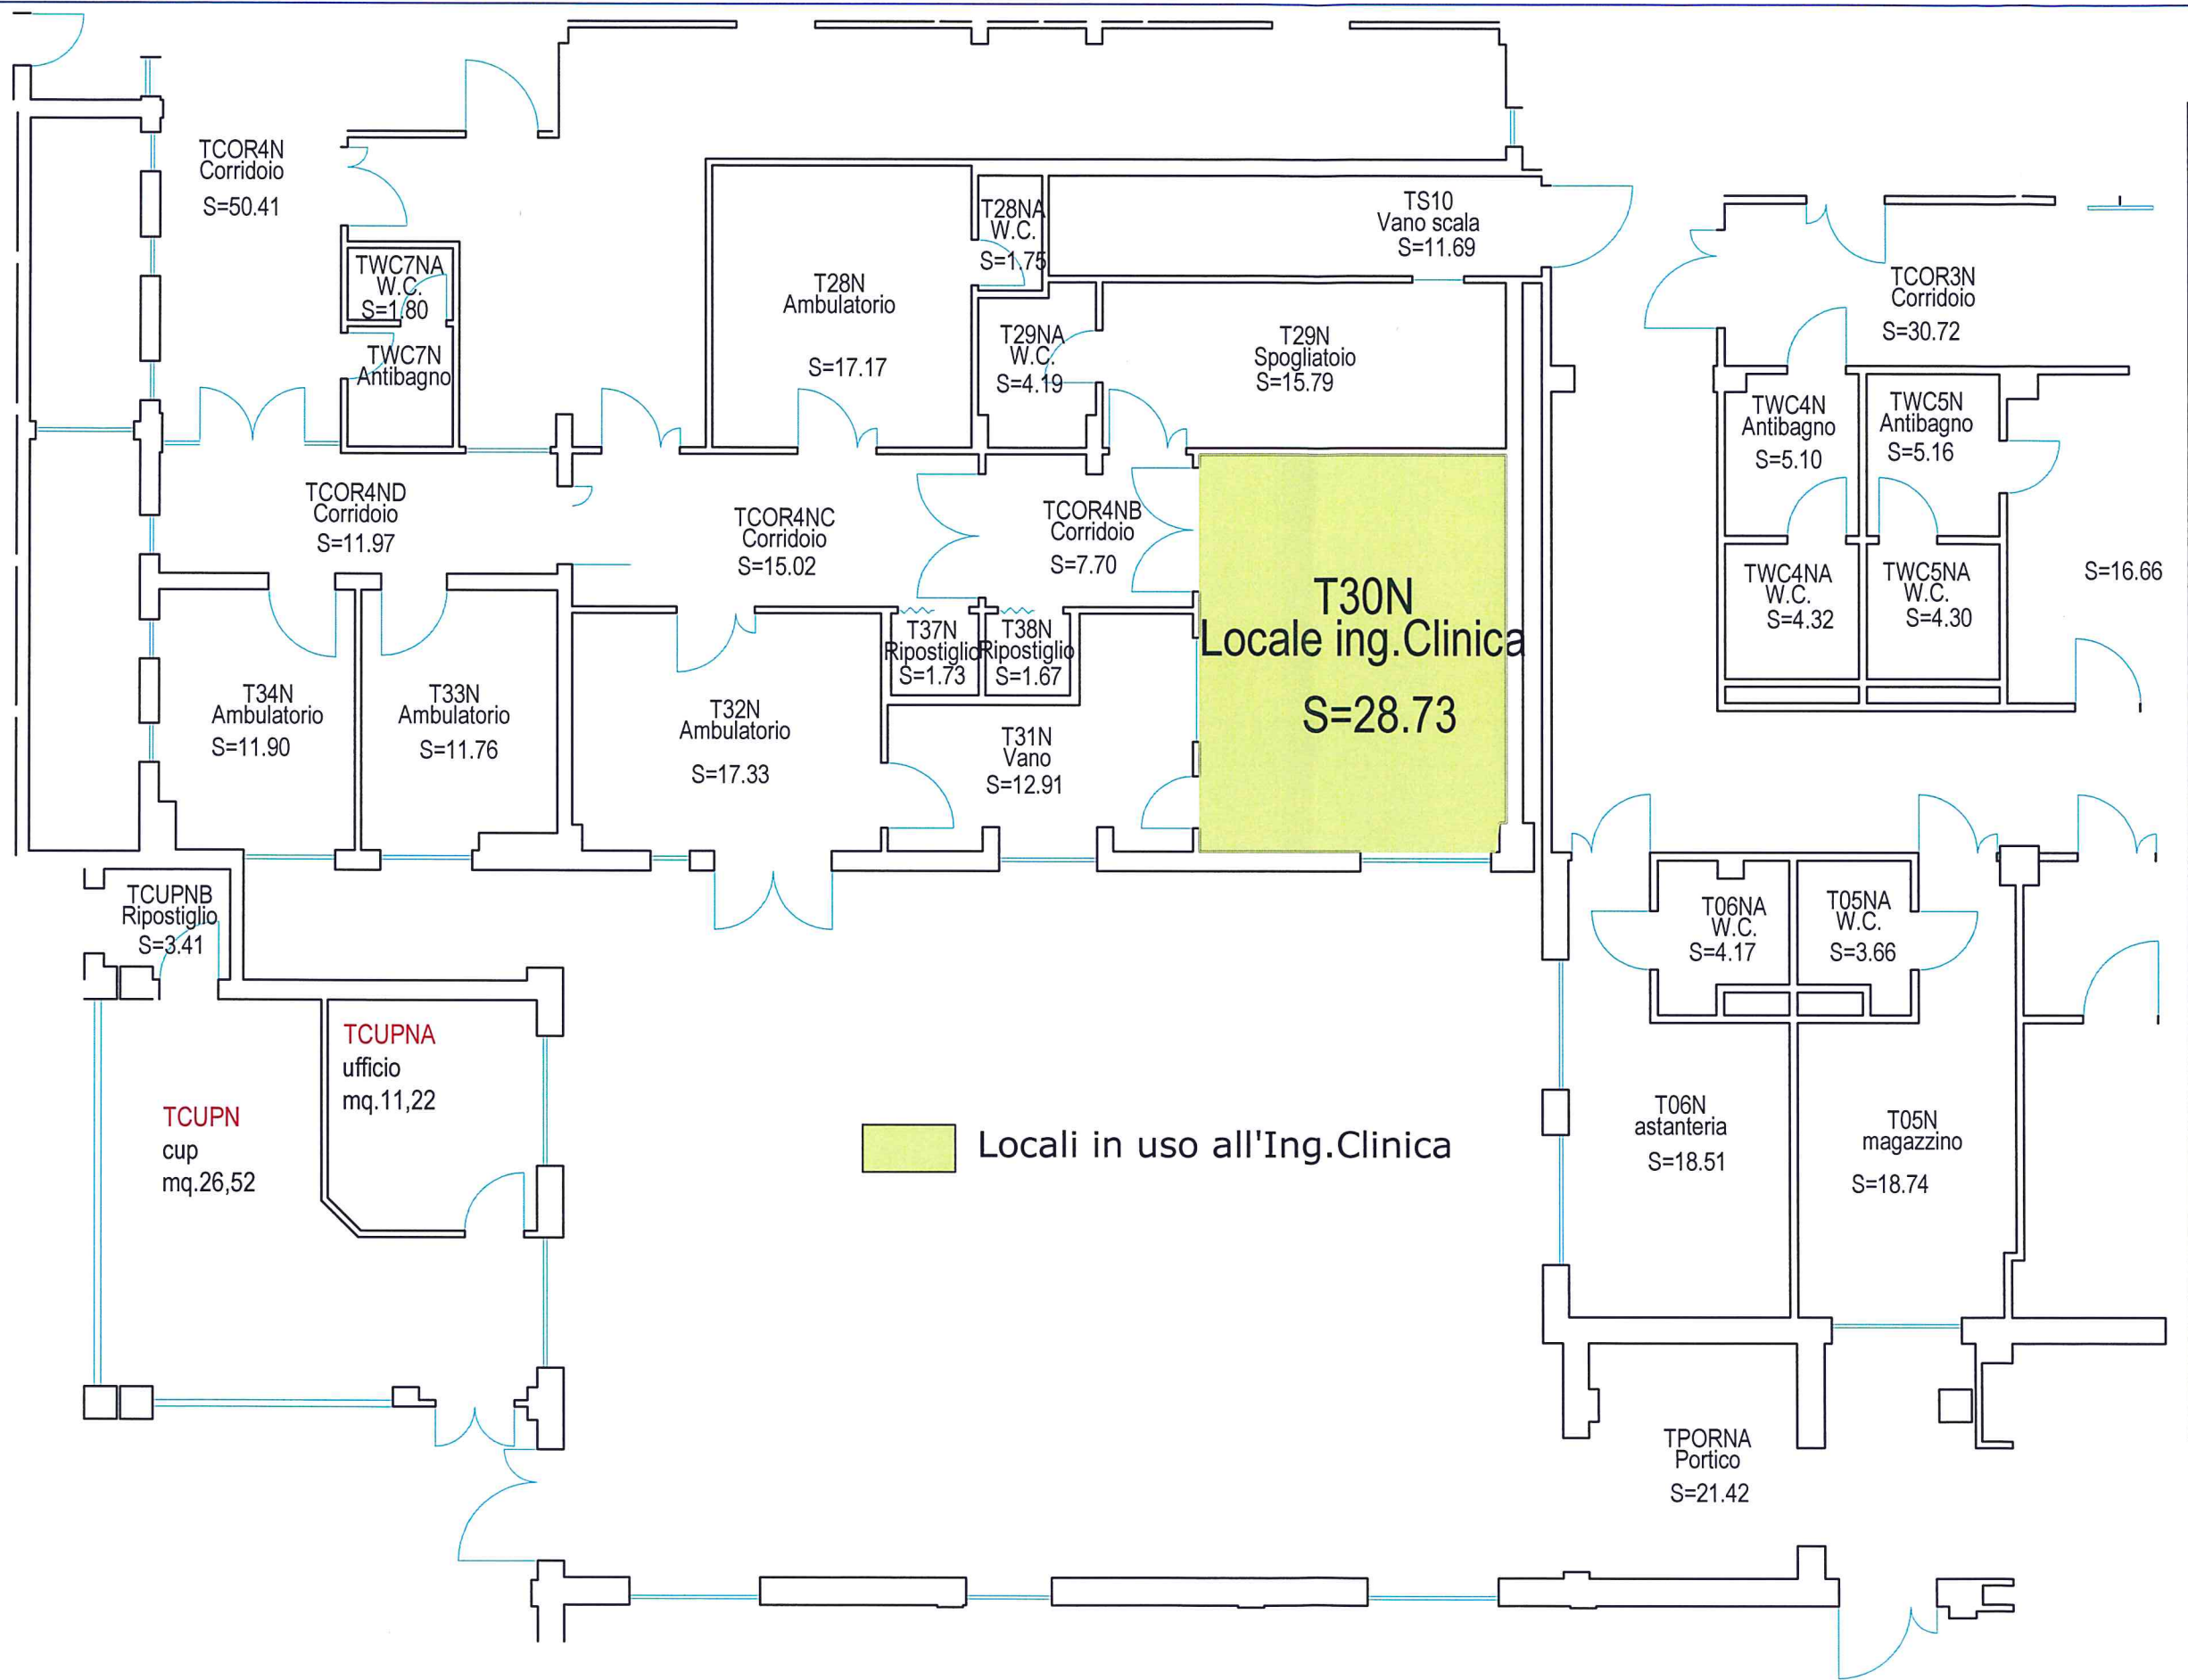 TCOR4N
Corridoio
S=50.41
TWC7NA
W.C.
S=1.80
TWC7N
Antibagno
T28N
Ambulatorio
S=17.17
T28NA
W.C.
S=1.75
TS10
Vano scala
S=11.69
T29NA
W.C.
S=4.19
T29N
Spogliatoio
S=15.79
TCOR3N
Corridoio
S=30.72
TWC4N
Antibagno
S=5.10
TWC5N
Antibagno
S=5.16
TCOR4ND
Corridoio
S=11.97
TCOR4NC
Corridoio
S=15.02
TCOR4NB
Corridoio
S=7.70
T30N
Locale ing.Clinica
S=28.73
TWC4NA
W.C.
S=4.32
TWC5NA
W.C.
S=4.30
S=16.66
T34N
Ambulatorio
S=11.90
T33N
Ambulatorio
S=11.76
T32N
Ambulatorio
S=17.33
T37N
Ripostiglio
S=1.73
T38N
Ripostiglio
S=1.67
T31N
Vano
S=12.91
TCUPNB
Ripostiglio
S=3.41
T06NA
W.C.
S=4.17
T05NA
W.C.
S=3.66
TCUPNA
ufficio
mq.11,22
TCUPN
cup
mq.26,52
Locali in uso all'Ing.Clinica
T06N
astanteria
S=18.51
T05N
magazzino
S=18.74
TPORNA
Portico
S=21.42